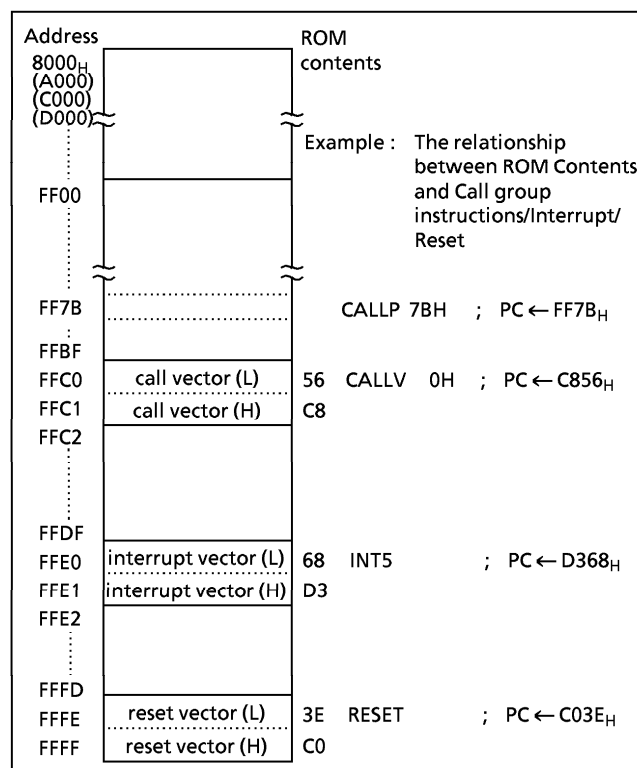 Address ROM
8000H contents
(A000)
(C000)
(D000)
Example : The relationship
between ROM Contents
and Call group
instructions/Interrupt/
Reset
FF00
FF7B CALLP 7BH ; PC ← FF7BH
FFBF
FFC0 call vector (L) 56 CALLV 0H ; PC ← C856H
FFC1 call vector (H) C8
FFC2
FFDF
FFE0 interrupt vector (L) 68 INT5 ; PC ← D368H
FFE1 interrupt vector (H) D3
FFE2
FFFD
FFFE reset vector (L) 3E RESET ; PC ← C03EH
FFFF reset vector (H) C0